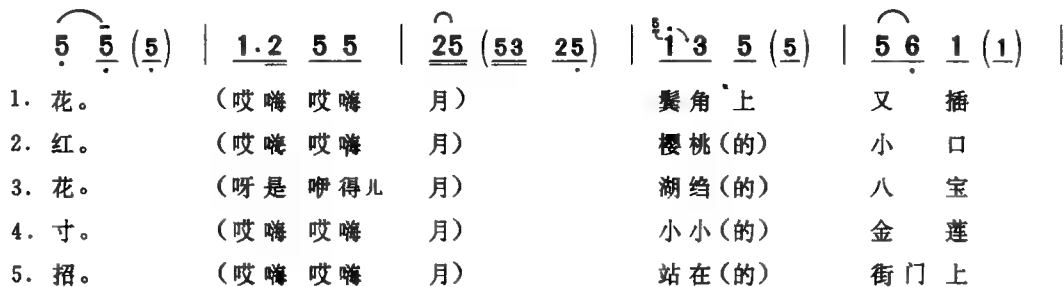 5 5 (5) | 1·2 5 5 | 25 (53 25) | 5 1 3 5 (5) | 5 6 1 (1) |
1. 花。 (哎嗨 哎嗨 月) 鬓角上 又 插
2. 红。 (哎嗨 哎嗨 月) 樱桃(的) 小 口
3. 花。 (呀是 咿得儿 月) 湖绉(的) 八 宝
4. 寸。 (哎嗨 哎嗨 月) 小小(的) 金 莲
5. 招。 (哎嗨 哎嗨 月) 站在(的) 街门上